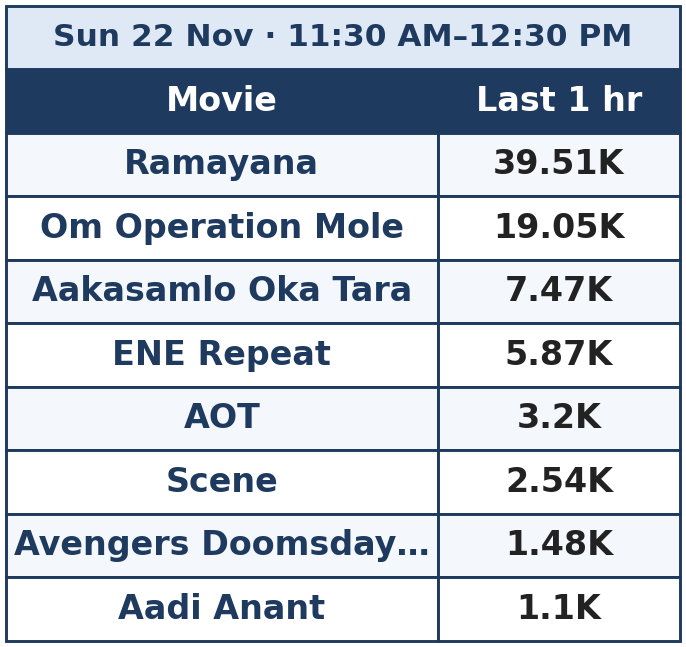 Sun 22 Nov · 11:30 AM–12:30 PM
Movie Last 1 hr
Ramayana 39.51K
Om Operation Mole 19.05K
Aakasamlo Oka Tara 7.47K
ENE Repeat 5.87K
AOT 3.2K
Scene 2.54K
Avengers Doomsday... 1.48K
Aadi Anant 1.1K